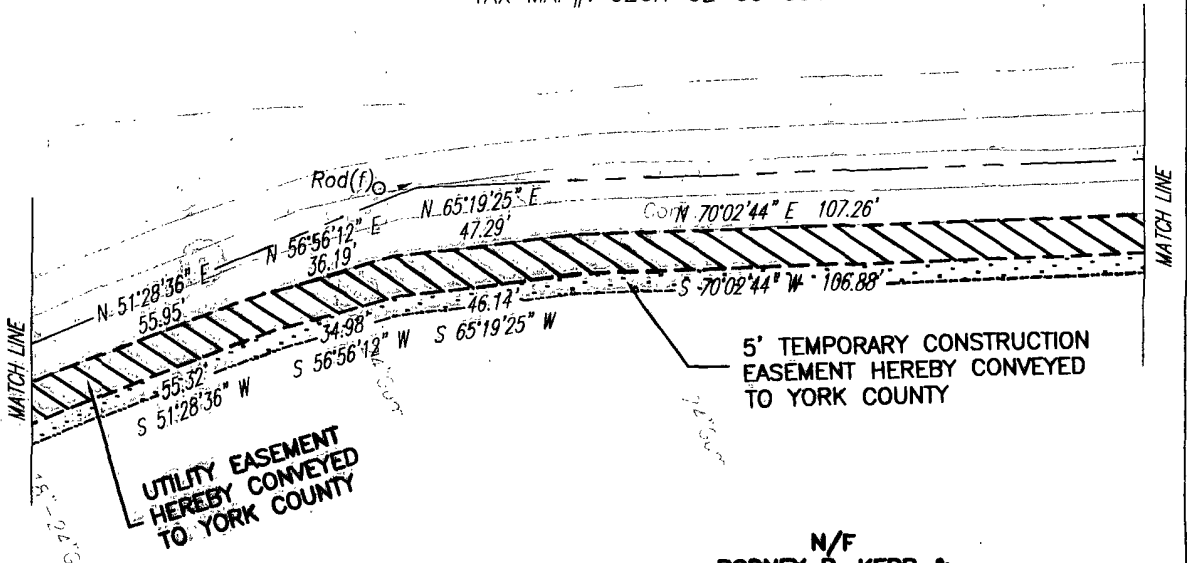 TAX MAP#:
MATCH LINE
Rod(f)
N 51°28'36" E
55.95'
N 56°56'12" E
36.19'
N 65°19'25" E
47.29'
N 70°02'44" E 107.26'
MATCH LINE
55.32'
S 51°28'36" W
34.98'
S 56°56'12" W
46.14'
S 65°19'25" W
S 70°02'44" W 106.88'
5' TEMPORARY CONSTRUCTION
EASEMENT HEREBY CONVEYED
TO YORK COUNTY
UTILITY EASEMENT
HEREBY CONVEYED
TO YORK COUNTY
N/F